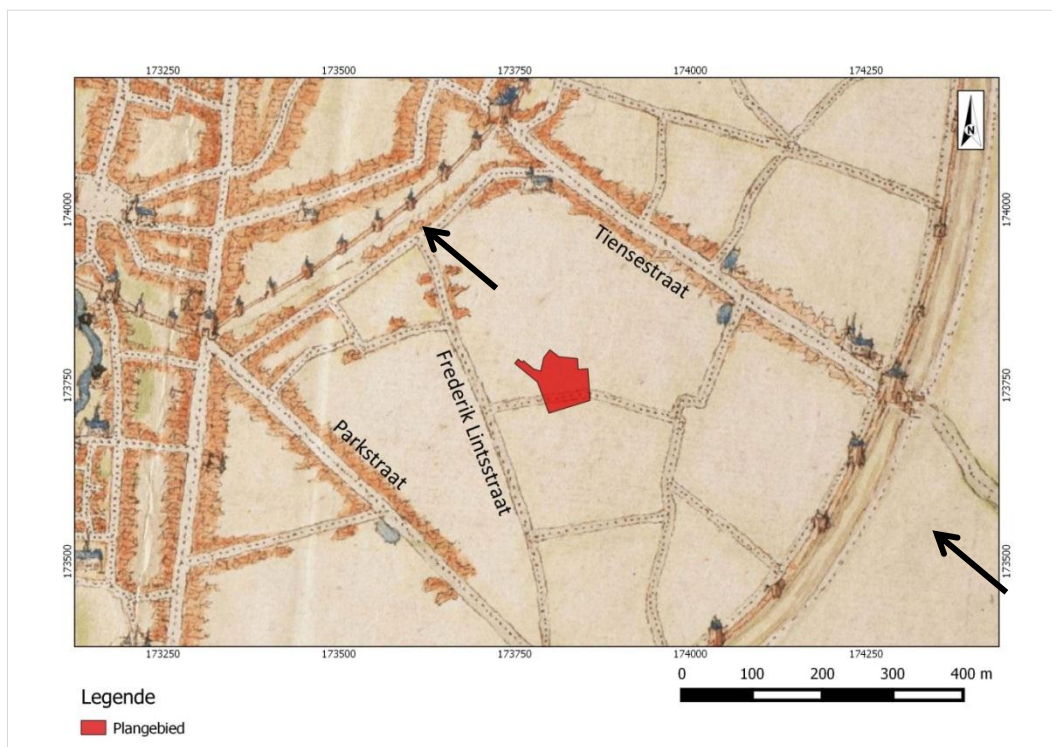 173250 173500 173750 174000 174250
N
174000 174000
Tiensestraat
173750 173750
Frederik Lintsstraat
Parkstraat
173500 173500
173250 173500 173750 174000 174250
0 100 200 300 400 m
Legende
Plangebied